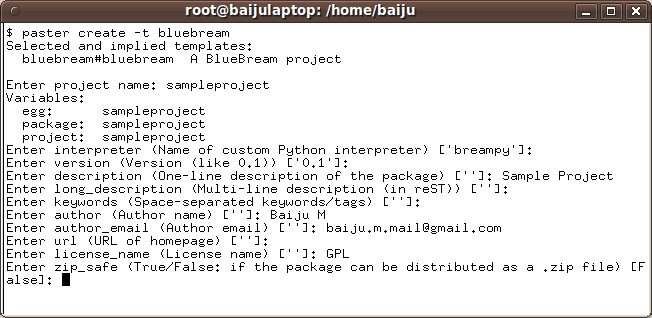 root@baijulaptop: /home/baiju
$ paster create -t bluebream
Selected and implied templates:
  bluebream#bluebream  A BlueBream project

Enter project name: sampleproject
Variables:
  egg:      sampleproject
  package:  sampleproject
  project:  sampleproject
Enter interpreter (Name of custom Python interpreter) ['breampy']:
Enter version (Version (like 0.1)) ['0.1']:
Enter description (One-line description of the package) ['']: Sample Project
Enter long_description (Multi-line description (in reST)) ['']:
Enter keywords (Space-separated keywords/tags) ['']:
Enter author (Author name) ['']: Baiju M
Enter author_email (Author email) ['']: baiju.m.mail@gmail.com
Enter url (URL of homepage) ['']:
Enter license_name (License name) ['']: GPL
Enter zip_safe (True/False: if the package can be distributed as a .zip file) [F
alse]: